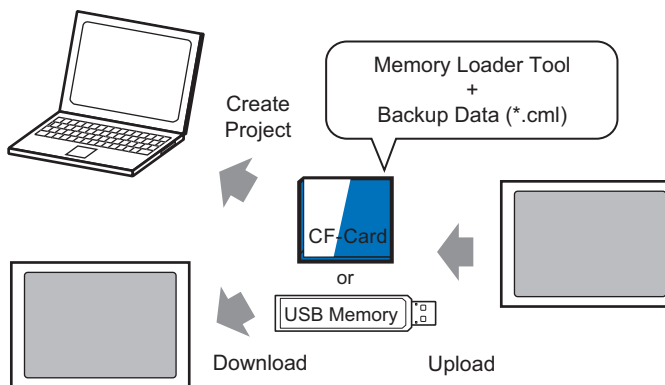 Memory Loader Tool
+
Backup Data (*.cml)
Create
Project
CF-Card
or
USB Memory
Download
Upload